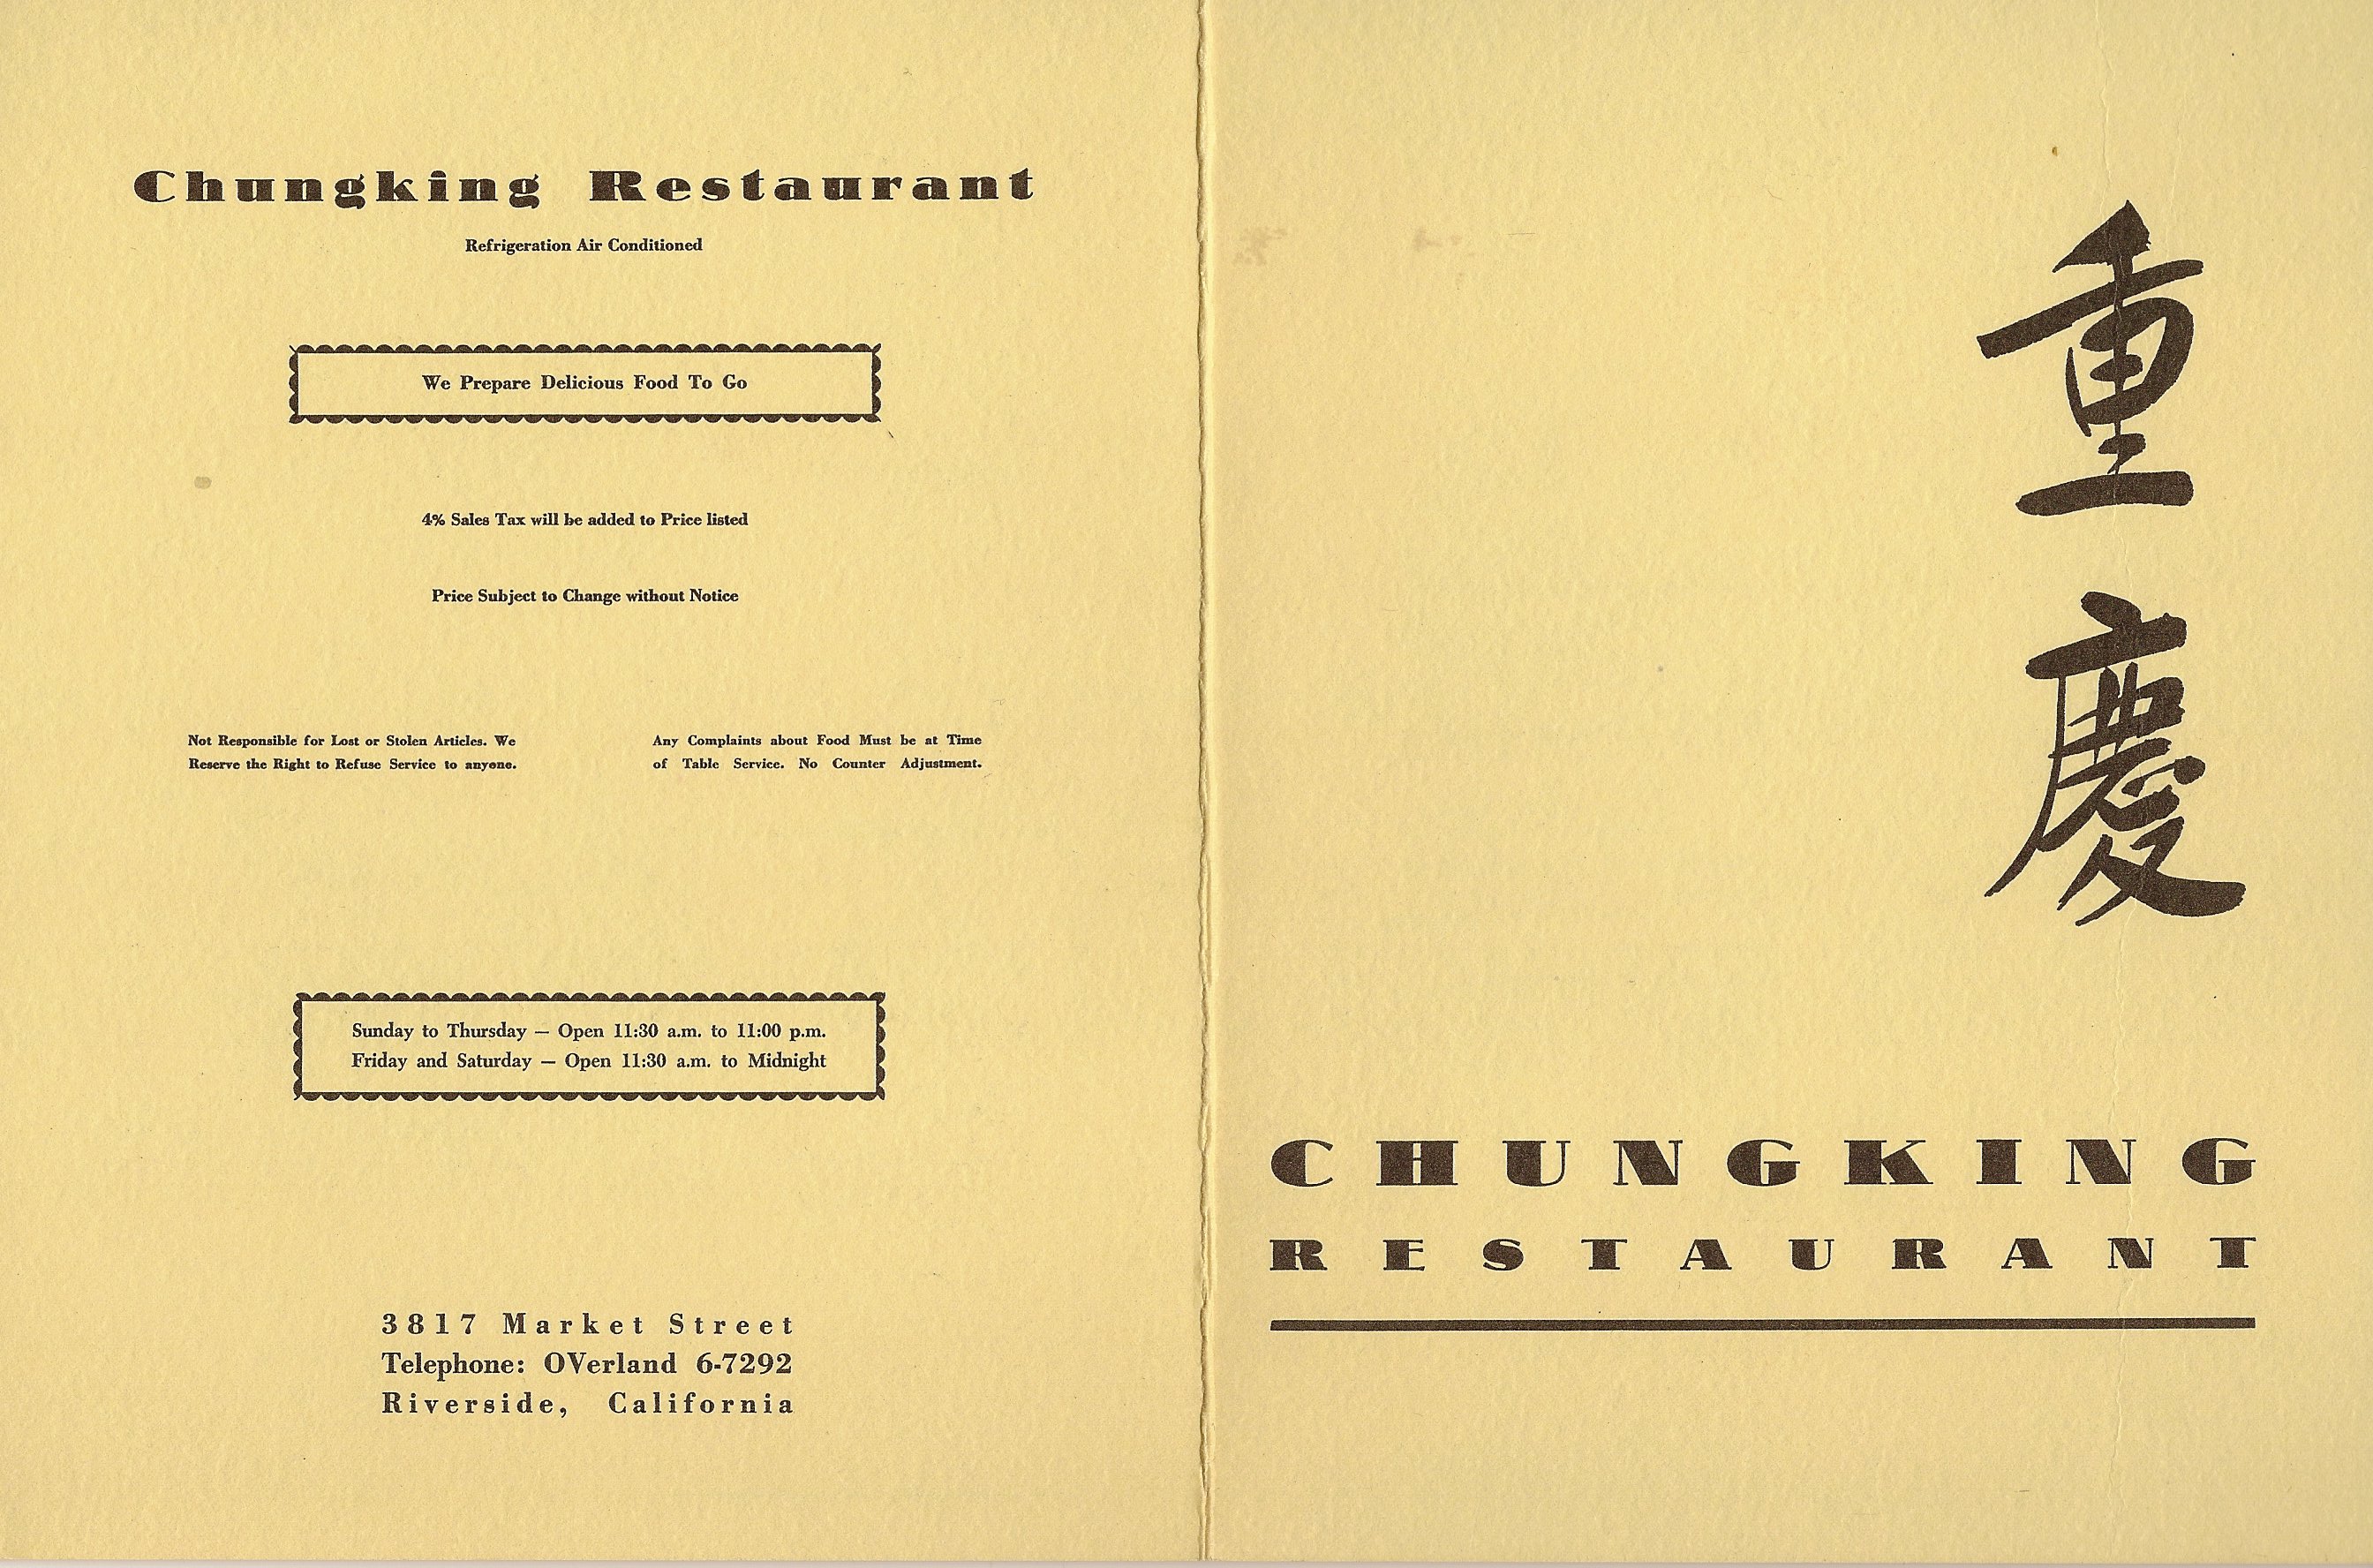 Chungking Restaurant
Refrigeration Air Conditioned
We Prepare Delicious Food To Go
4% Sales Tax will be added to Price listed
Price Subject to Change without Notice
Not Responsible for Lost or Stolen Articles. We
Reserve the Right to Refuse Service to anyone.
Any Complaints about Food Must be at Time
of Table Service. No Counter Adjustment.
Sunday to Thursday — Open 11:30 a.m. to 11:00 p.m.
Friday and Saturday — Open 11:30 a.m. to Midnight
3817 Market Street
Telephone: OVerland 6-7292
Riverside, California
重慶
CHUNGKING
RESTAURANT